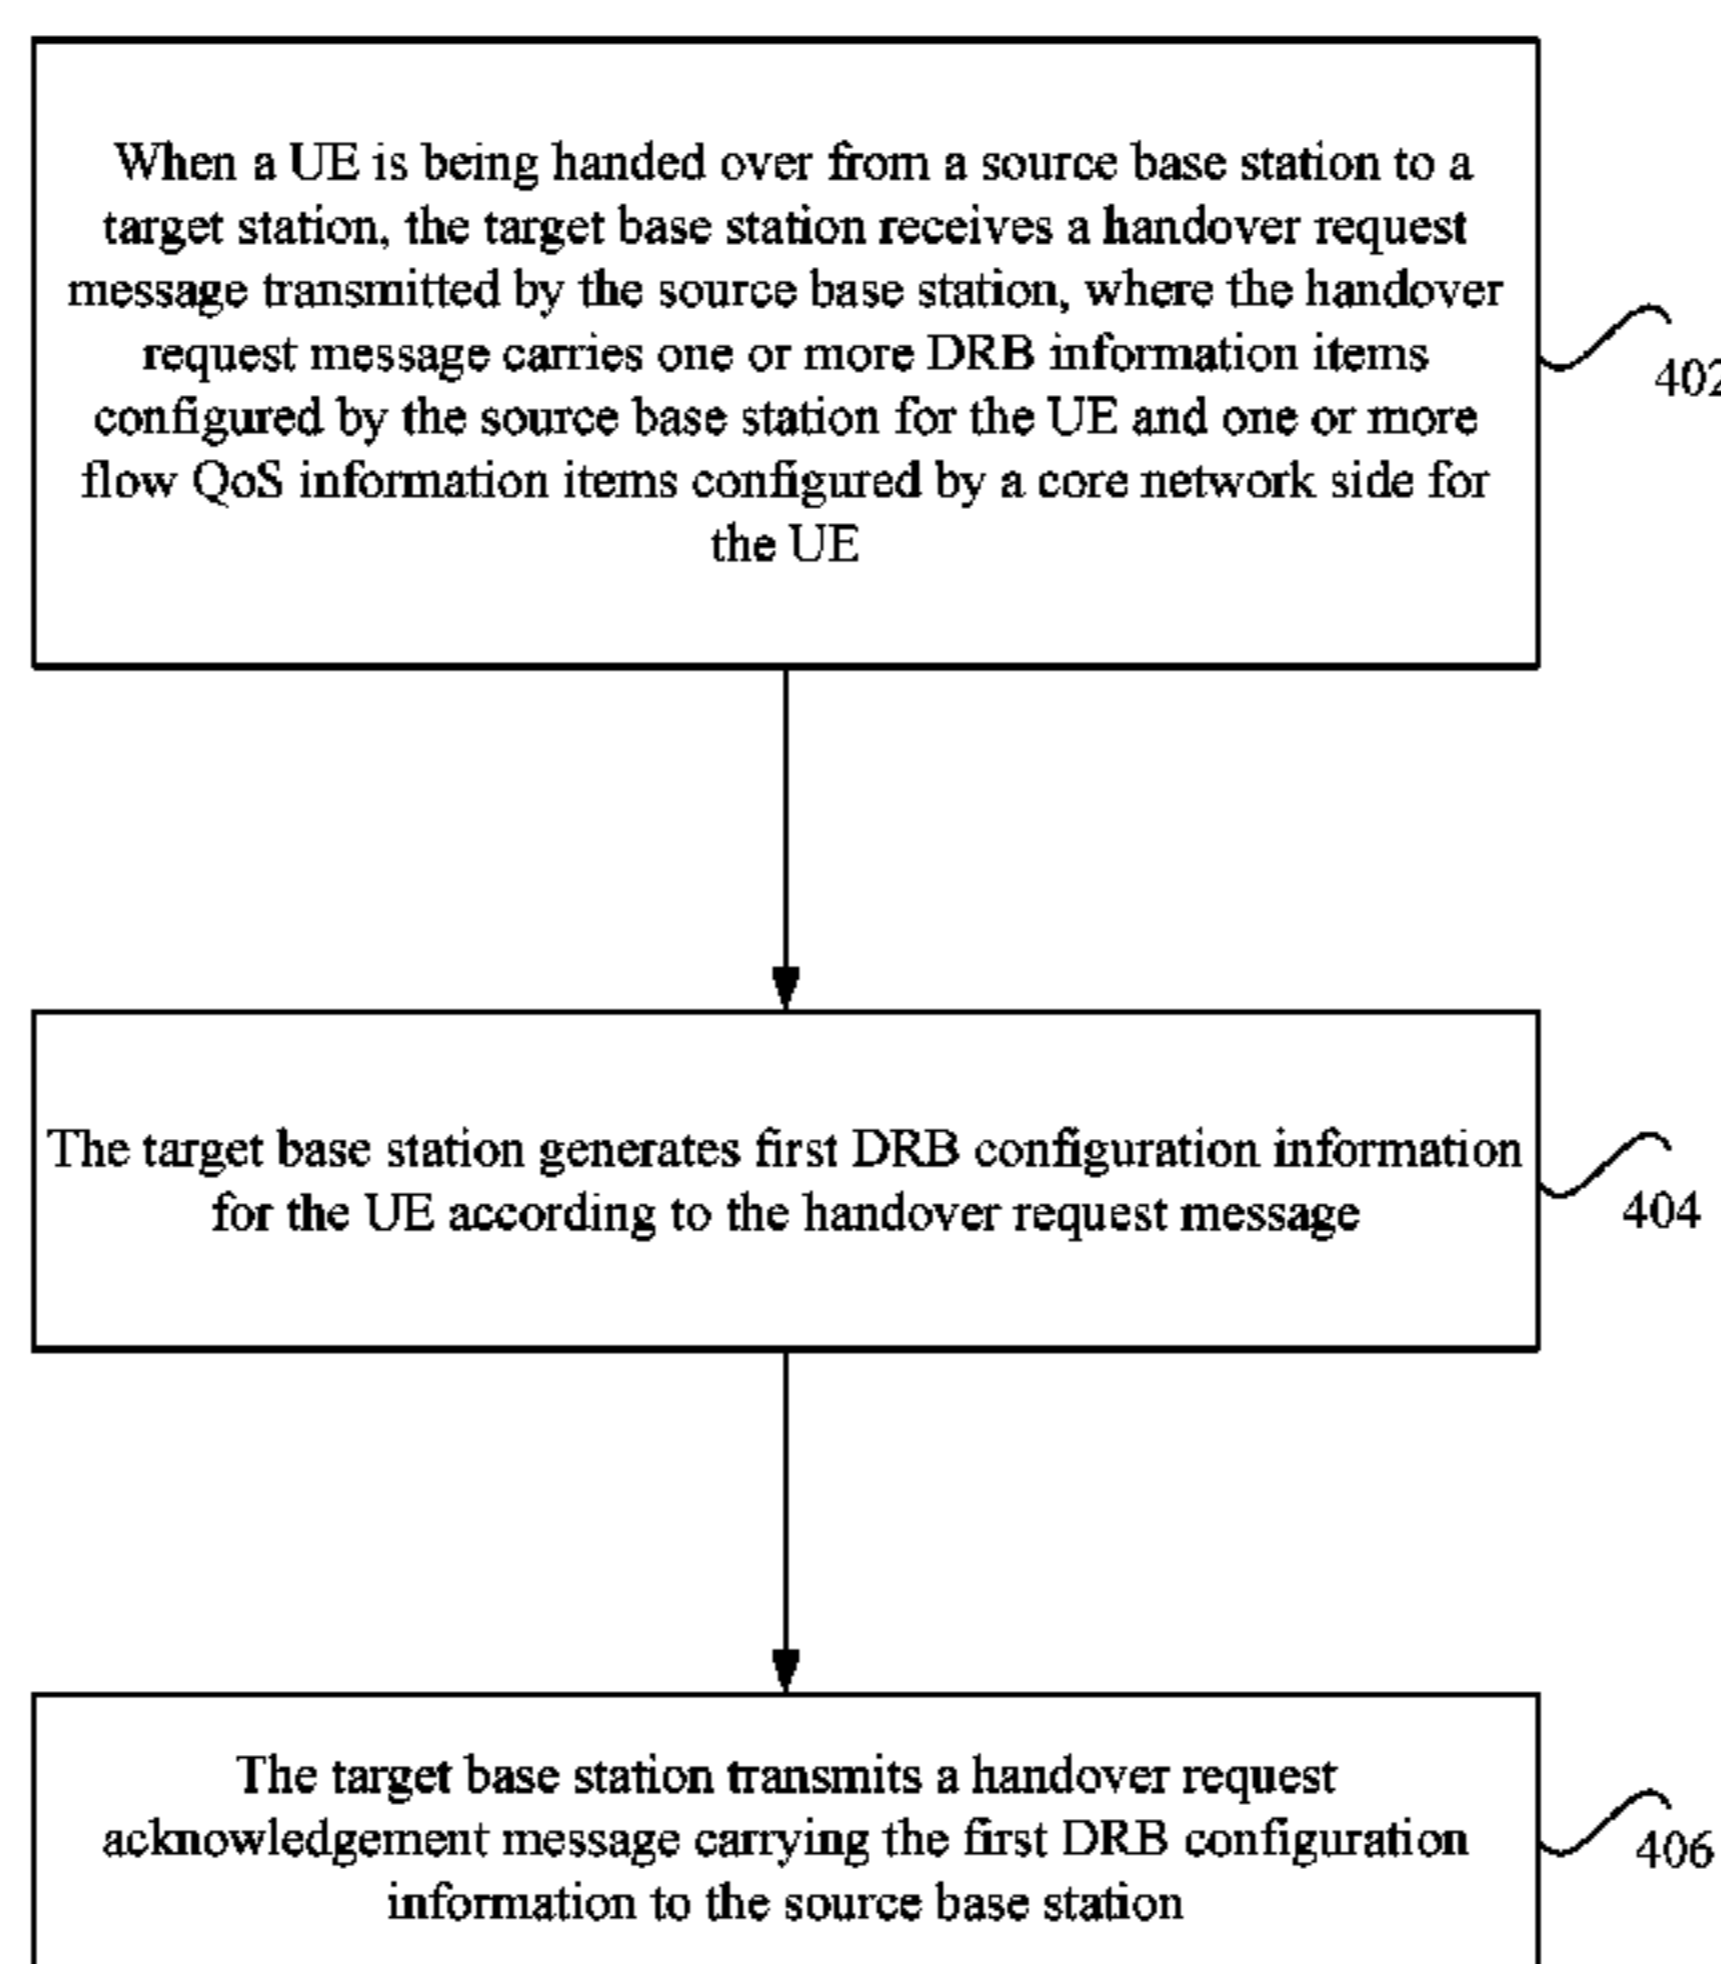 When a UE is being handed over from a source base station to a
target station, the target base station receives a handover request
message transmitted by the source base station, where the handover
request message carries one or more DRB information items
configured by the source base station for the UE and one or more
flow QoS information items configured by a core network side for
the UE
402
The target base station generates first DRB configuration information
for the UE according to the handover request message
404
The target base station transmits a handover request
acknowledgement message carrying the first DRB configuration
information to the source base station
406